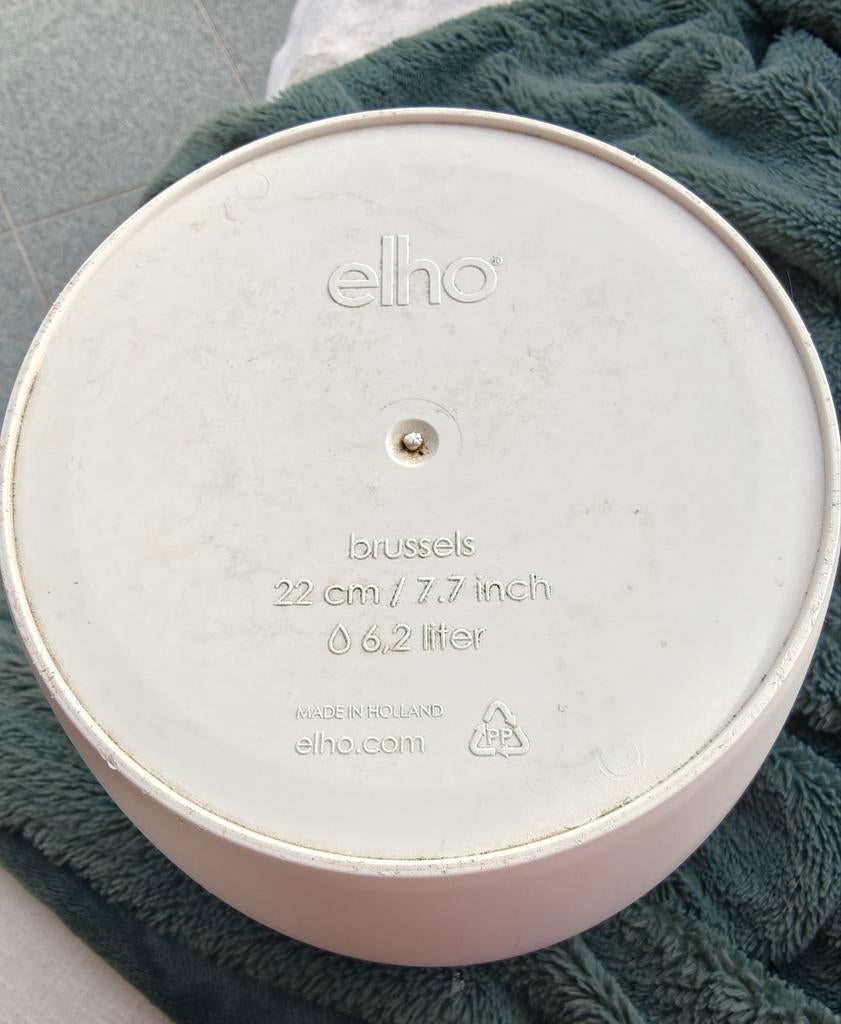 elho®
brussels
22 cm / 7.7 inch
6,2 liter
MADE IN HOLLAND
elho.com
PP